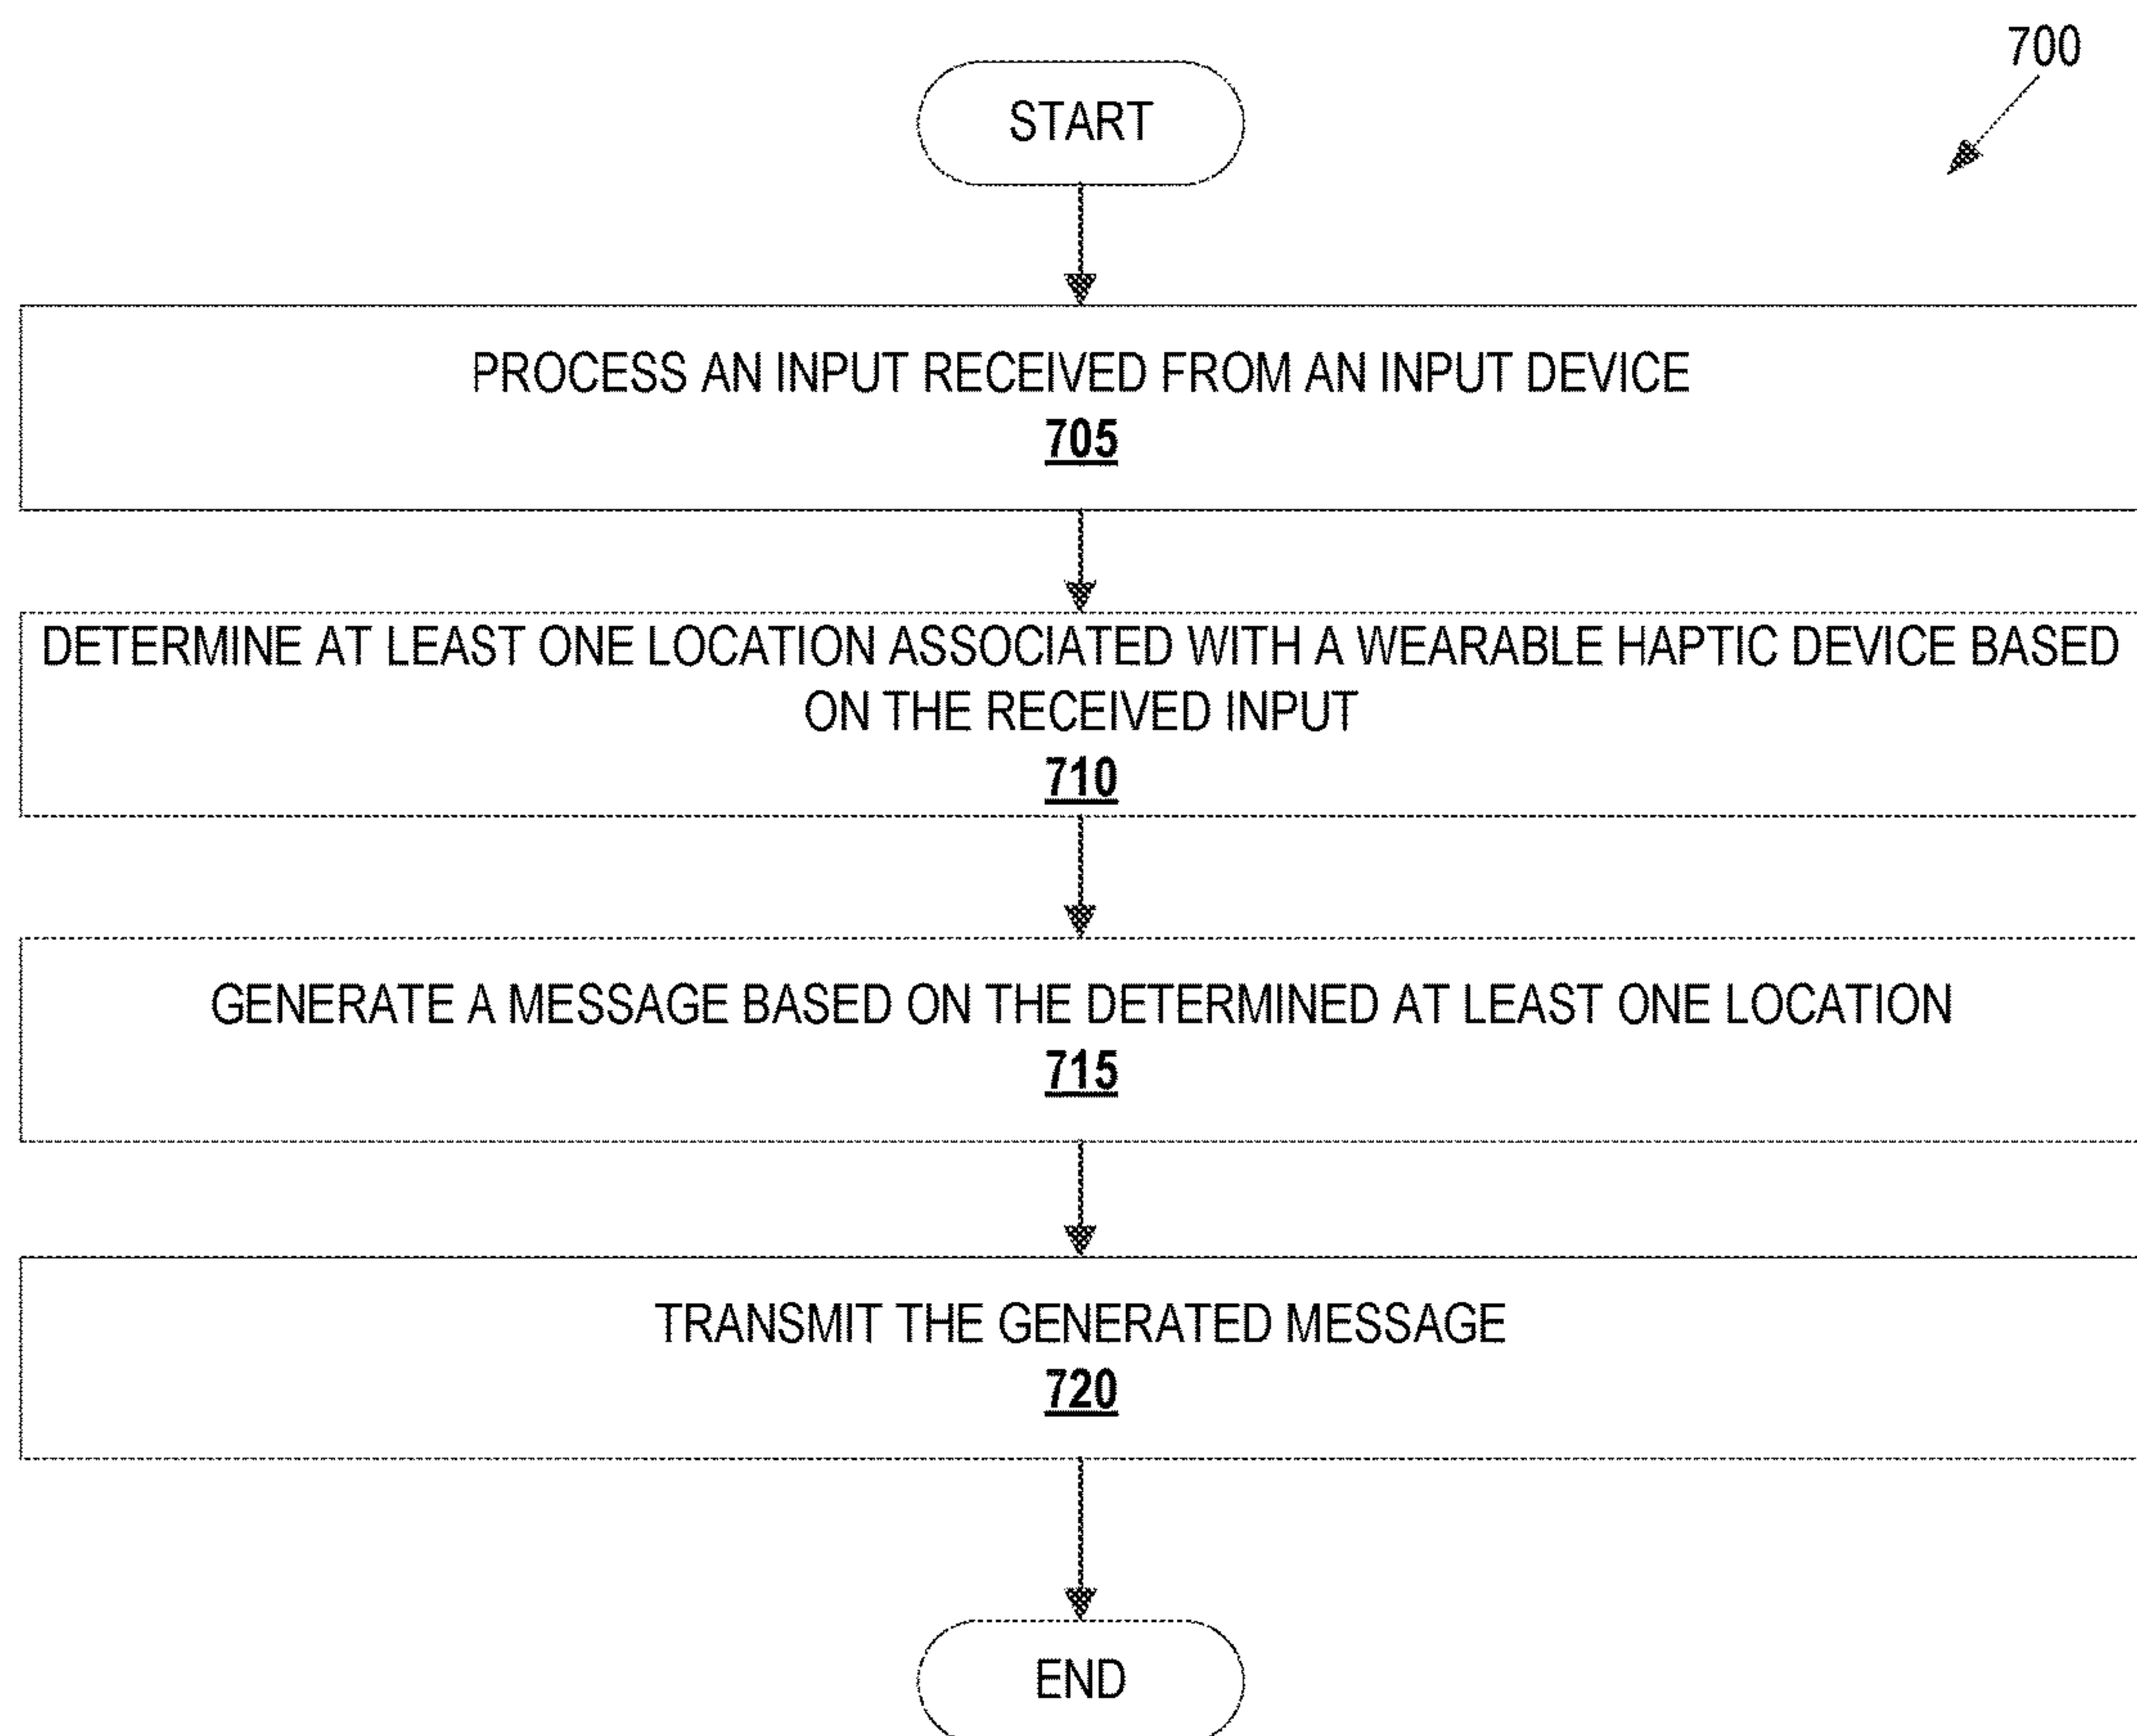 700
START
PROCESS AN INPUT RECEIVED FROM AN INPUT DEVICE
705
DETERMINE AT LEAST ONE LOCATION ASSOCIATED WITH A WEARABLE HAPTIC DEVICE BASED
ON THE RECEIVED INPUT
710
GENERATE A MESSAGE BASED ON THE DETERMINED AT LEAST ONE LOCATION
715
TRANSMIT THE GENERATED MESSAGE
720
END